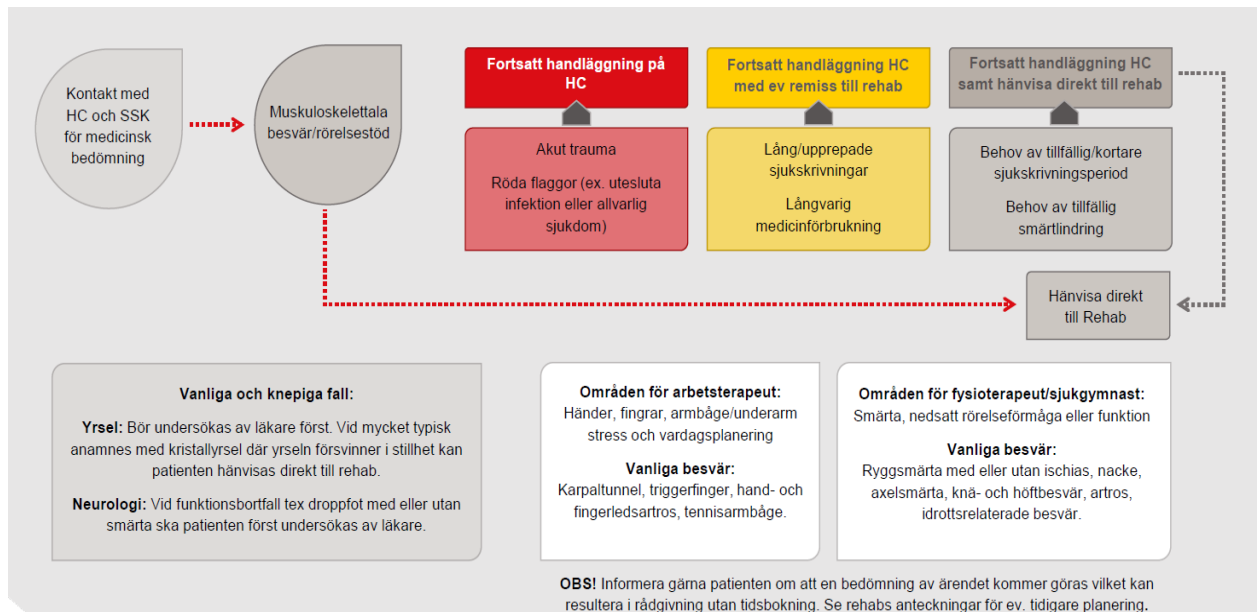 Kontakt med
HC och SSK
för medicinsk
bedömning
Muskuloskelettala
besvär/rörelsestöd
Fortsatt handläggning på
HC
Akut trauma
Röda flaggor (ex. utesluta
infektion eller allvarlig
sjukdom)
Fortsatt handläggning HC
med ev remiss till rehab
Lång/upprepade
sjukskrivningar
Långvarig
medicinförbrukning
Fortsatt handläggning HC
samt hänvisa direkt till rehab
Behov av tillfällig/kortare
sjukskrivningsperiod
Behov av tillfällig
smärtlindring
Hänvisa direkt
till Rehab
Vanliga och knepiga fall:
Yrsel: Bör undersökas av läkare först. Vid mycket typisk
anamnes med kristallyrsel där yrseln försvinner i stillhet kan
patienten hänvisas direkt till rehab.
Neurologi: Vid funktionsbortfall tex droppfot med eller utan
smärta ska patienten först undersökas av läkare.
Områden för arbetsterapeut:
Händer, fingrar, armbåge/underarm
stress och vardagsplanering
Vanliga besvär:
Karpaltunnel, triggerfinger, hand- och
fingerledsartros, tennisarmbåge.
Områden för fysioterapeut/sjukgymnast:
Smärta, nedsatt rörelseförmåga eller funktion
Vanliga besvär:
Ryggsmärta med eller utan ischias, nacke,
axelsmärta, knä- och höftbesvär, artros,
idrottsrelaterade besvär.
OBS! Informera gärna patienten om att en bedömning av ärendet kommer göras vilket kan
resultera i rådgivning utan tidsbokning. Se rehabs anteckningar för ev. tidigare planering.